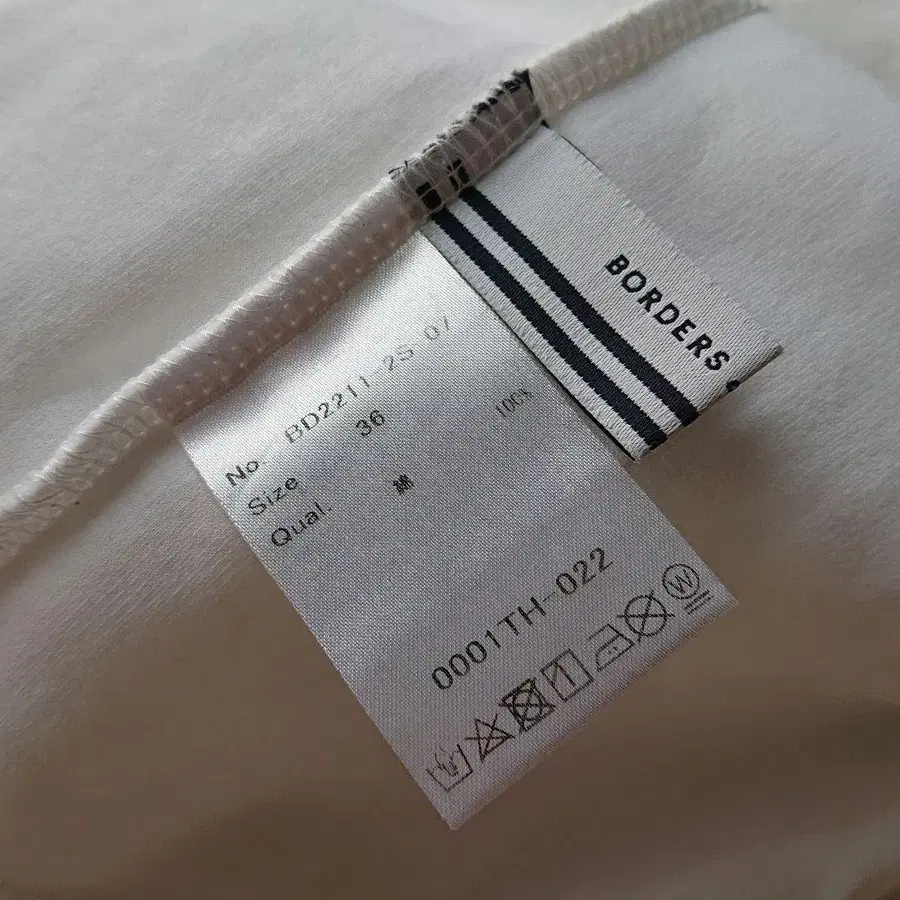 BORDERS
No. BD2211-2S-07
Size 36
Qual. 綿 100%
0001TH-022
W